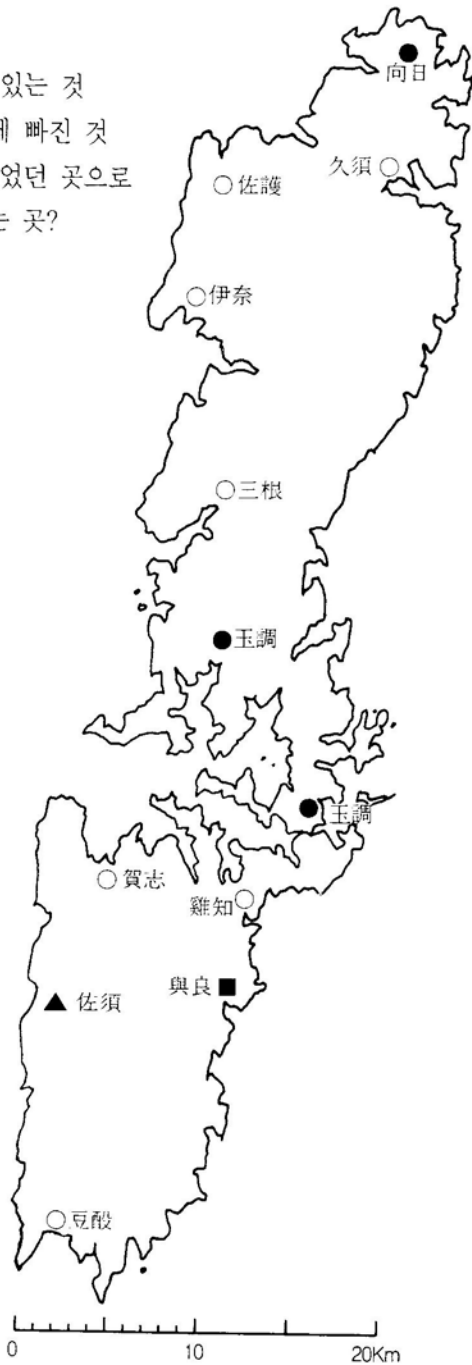 있는 것
빠진 것
었던 곳으로
는 곳?
向日
久須
佐護
伊奈
三根
玉調
玉調
賀志
雞知
與良
佐須
豆酘
0 10 20Km